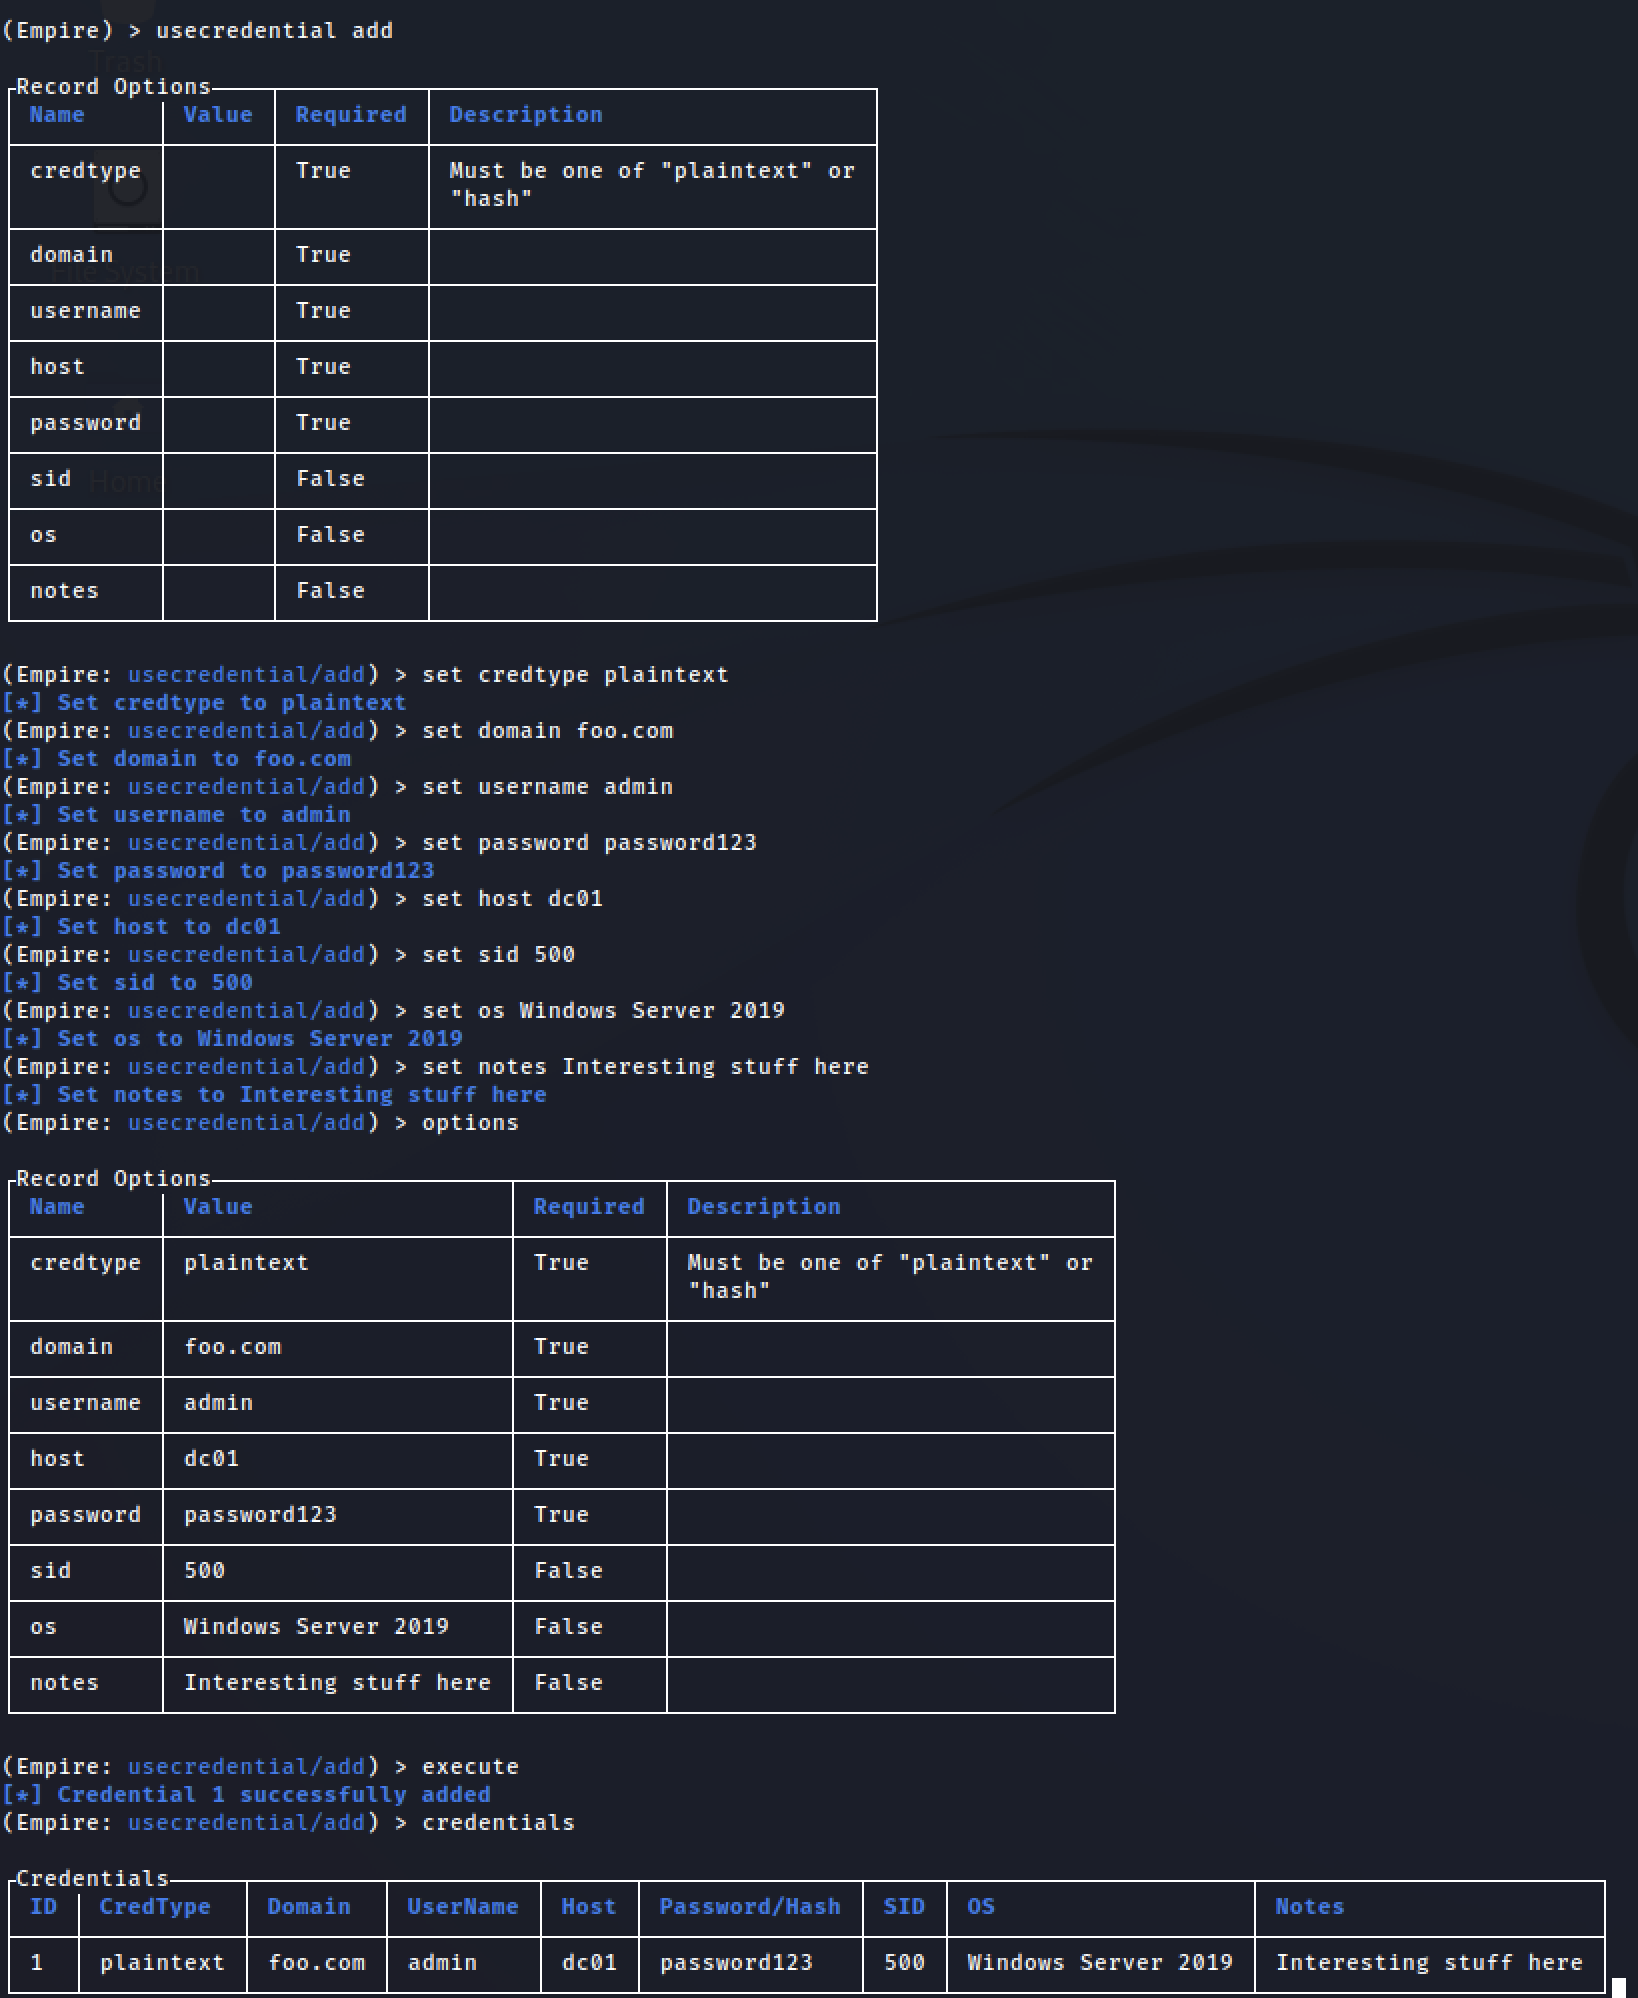 (Empire) > usecredential add
Trash
Record Options
Name Value Required Description
credtype True Must be one of "plaintext" or
"hash"
domain True
File System
username True
host True
password True
sid False
Home
os False
notes False
(Empire: usecredential/add) > set credtype plaintext
[*] Set credtype to plaintext
(Empire: usecredential/add) > set domain foo.com
[*] Set domain to foo.com
(Empire: usecredential/add) > set username admin
[*] Set username to admin
(Empire: usecredential/add) > set password password123
[*] Set password to password123
(Empire: usecredential/add) > set host dc01
[*] Set host to dc01
(Empire: usecredential/add) > set sid 500
[*] Set sid to 500
(Empire: usecredential/add) > set os Windows Server 2019
[*] Set os to Windows Server 2019
(Empire: usecredential/add) > set notes Interesting stuff here
[*] Set notes to Interesting stuff here
(Empire: usecredential/add) > options
Record Options
Name Value Required Description
credtype plaintext True Must be one of "plaintext" or
"hash"
domain foo.com True
username admin True
host dc01 True
password password123 True
sid 500 False
os Windows Server 2019 False
notes Interesting stuff here False
(Empire: usecredential/add) > execute
[*] Credential 1 successfully added
(Empire: usecredential/add) > credentials
Credentials
ID CredType Domain UserName Host Password/Hash SID OS Notes
1 plaintext foo.com admin dc01 password123 500 Windows Server 2019 Interesting stuff here